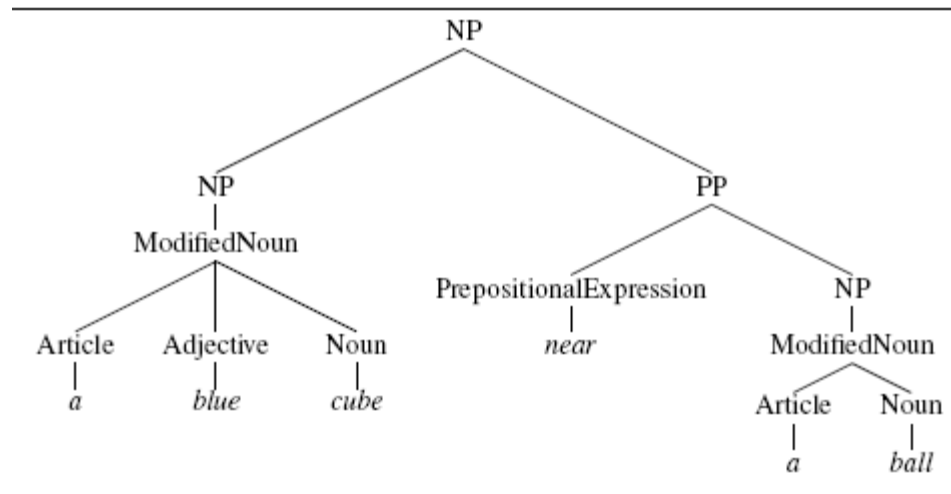 NP
NP PP
ModifiedNoun
PrepositionalExpression NP
Article Adjective Noun near ModifiedNoun
a blue cube Article Noun
a ball